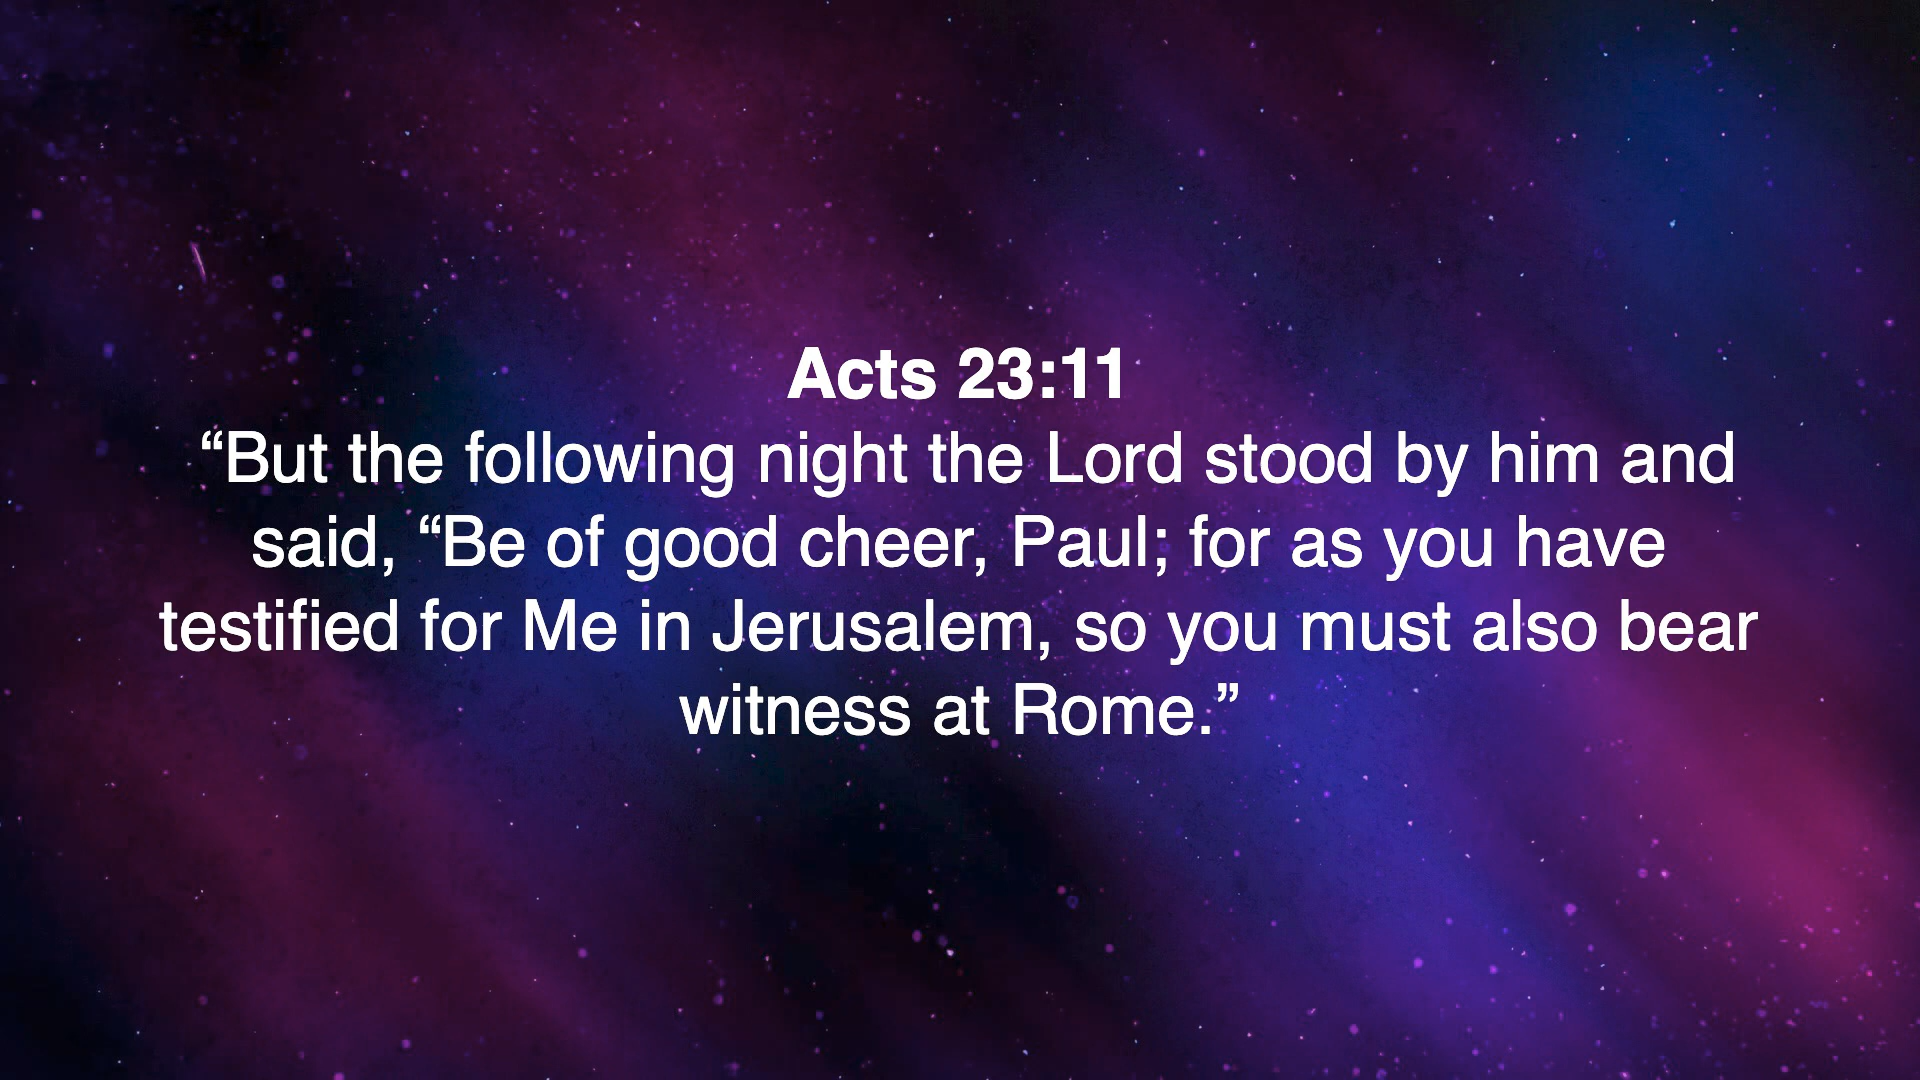 Acts 23:11
“But the following night the Lord stood by him and
said, “Be of good cheer, Paul; for as you have
testified for Me in Jerusalem, so you must also bear
witness at Rome.”